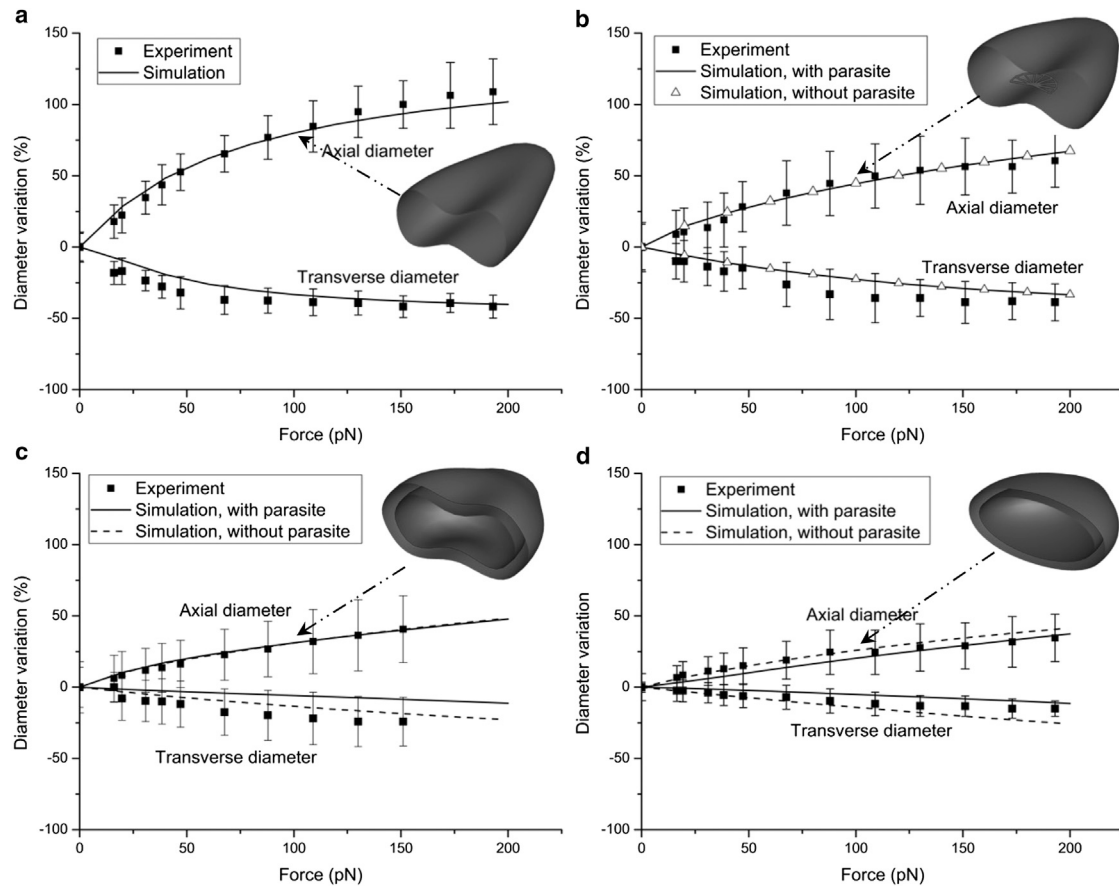 a
Experiment
Simulation
Axial diameter
Transverse diameter
Diameter variation (%)
150
100
50
0
-50
-100
0 50 100 150 200
Force (pN)
b
Experiment
Simulation, with parasite
Simulation, without parasite
Axial diameter
Transverse diameter
Diameter variation (%)
150
100
50
0
-50
-100
0 50 100 150 200
Force (pN)
c
Experiment
Simulation, with parasite
Simulation, without parasite
Axial diameter
Transverse diameter
Diameter variation (%)
150
100
50
0
-50
-100
0 50 100 150 200
Force (pN)
d
Experiment
Simulation, with parasite
Simulation, without parasite
Axial diameter
Transverse diameter
Diameter variation
150
100
50
0
-50
-100
0 50 100 150 200
Force (pN)